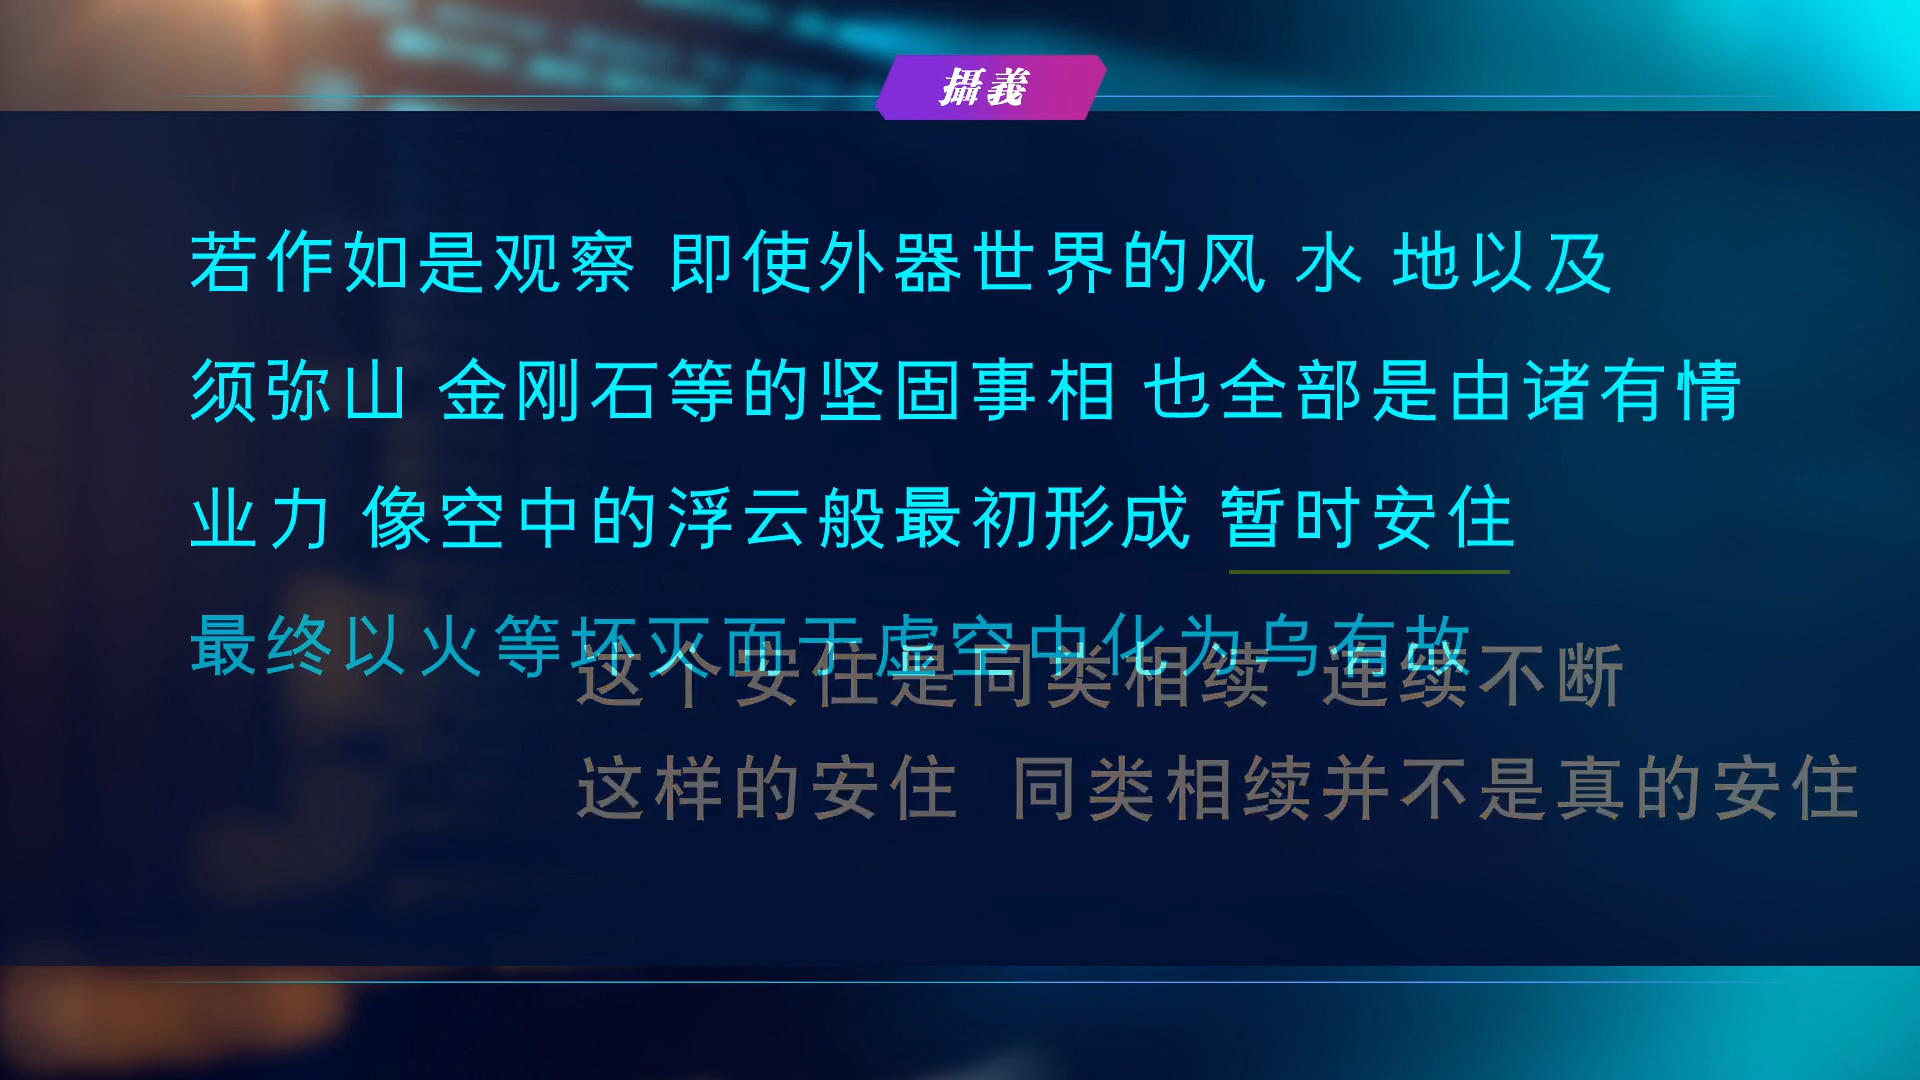 攝義
若作如是观察 即使外器世界的风 水 地以及
须弥山 金刚石等的坚固事相 也全部是由诸有情
业力 像空中的浮云般最初形成 暂时安住
最终以火等坏灭而于虚空中化为乌有故
这个安住是同类相续 连续不断
这样的安住 同类相续并不是真的安住